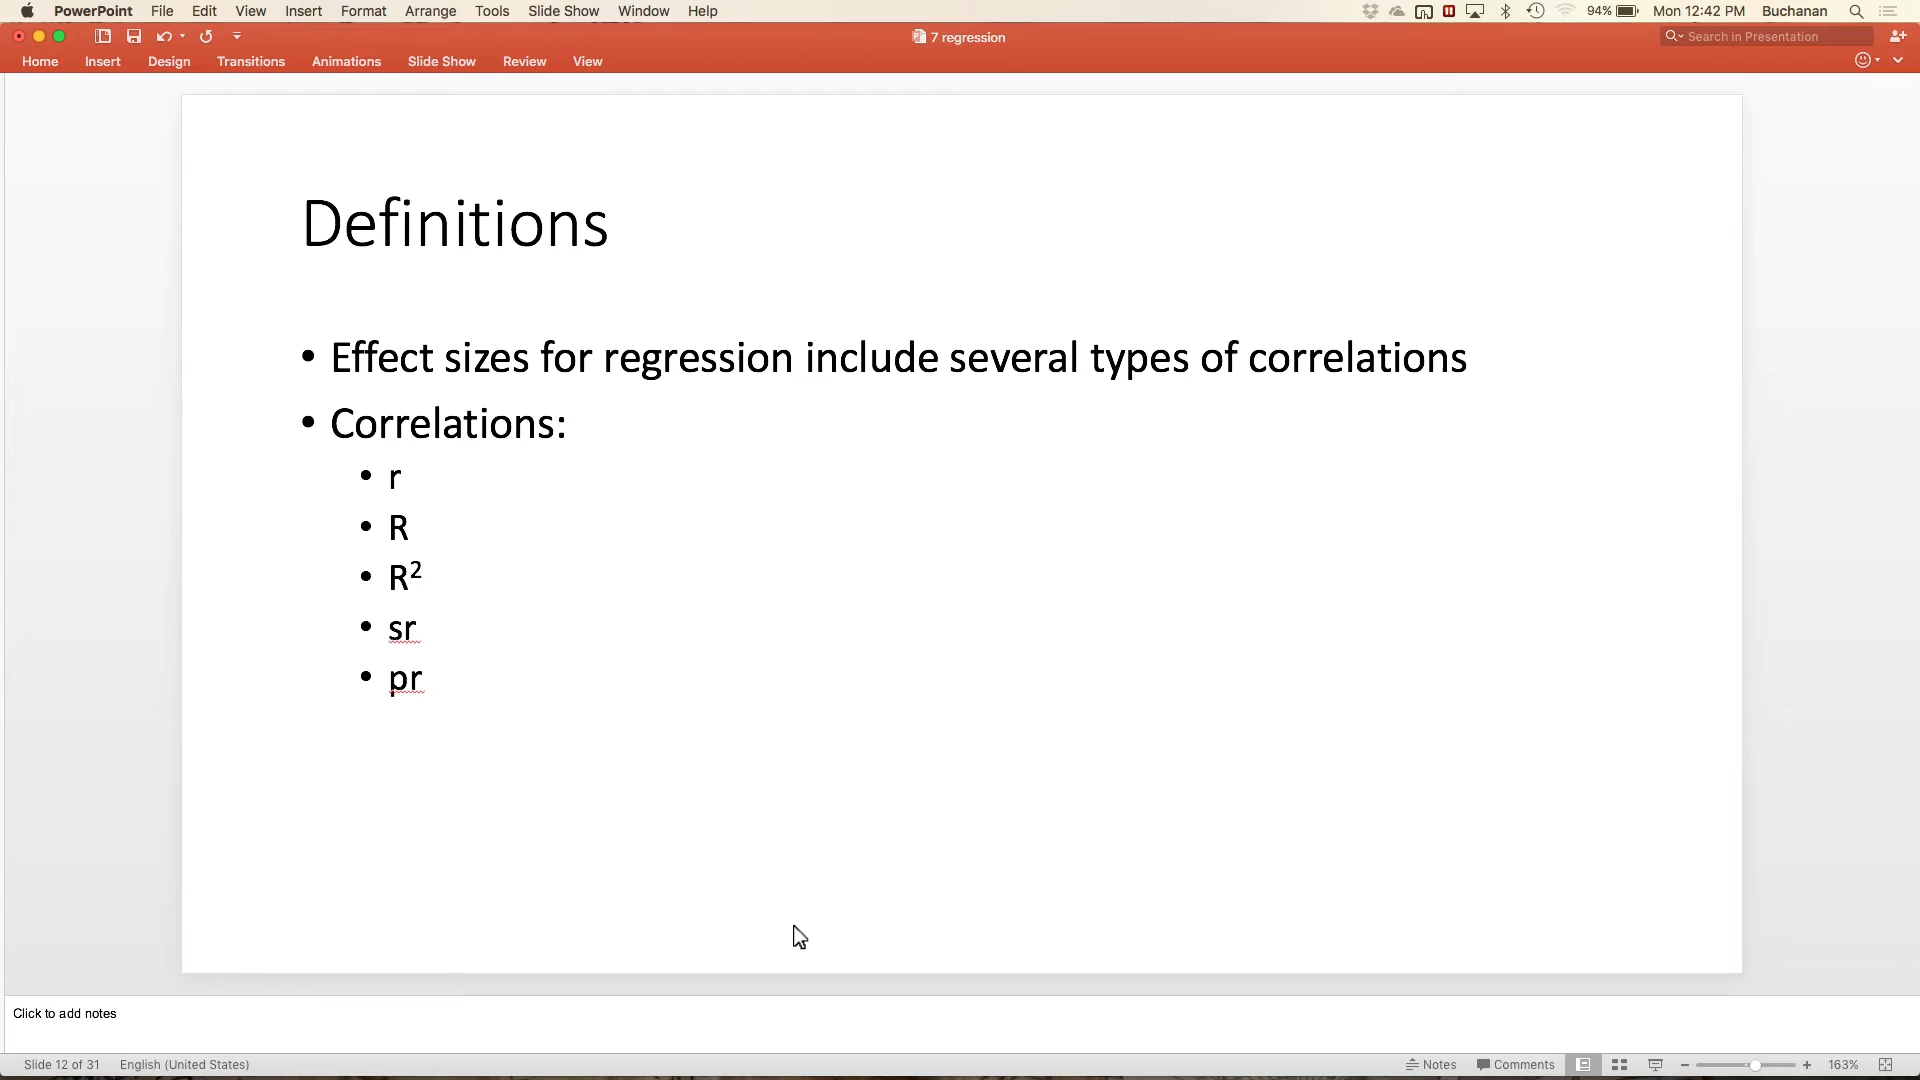 PowerPoint File Edit View Insert Format Arrange Tools Slide Show Window Help 94% Mon 12:42 PM Buchanan
7 regression Search in Presentation
Home Insert Design Transitions Animations Slide Show Review View
Definitions
• Effect sizes for regression include several types of correlations
• Correlations:
• r
• R
• R²
• sr
• pr
Click to add notes
Slide 12 of 31 English (United States) Notes Comments 163%